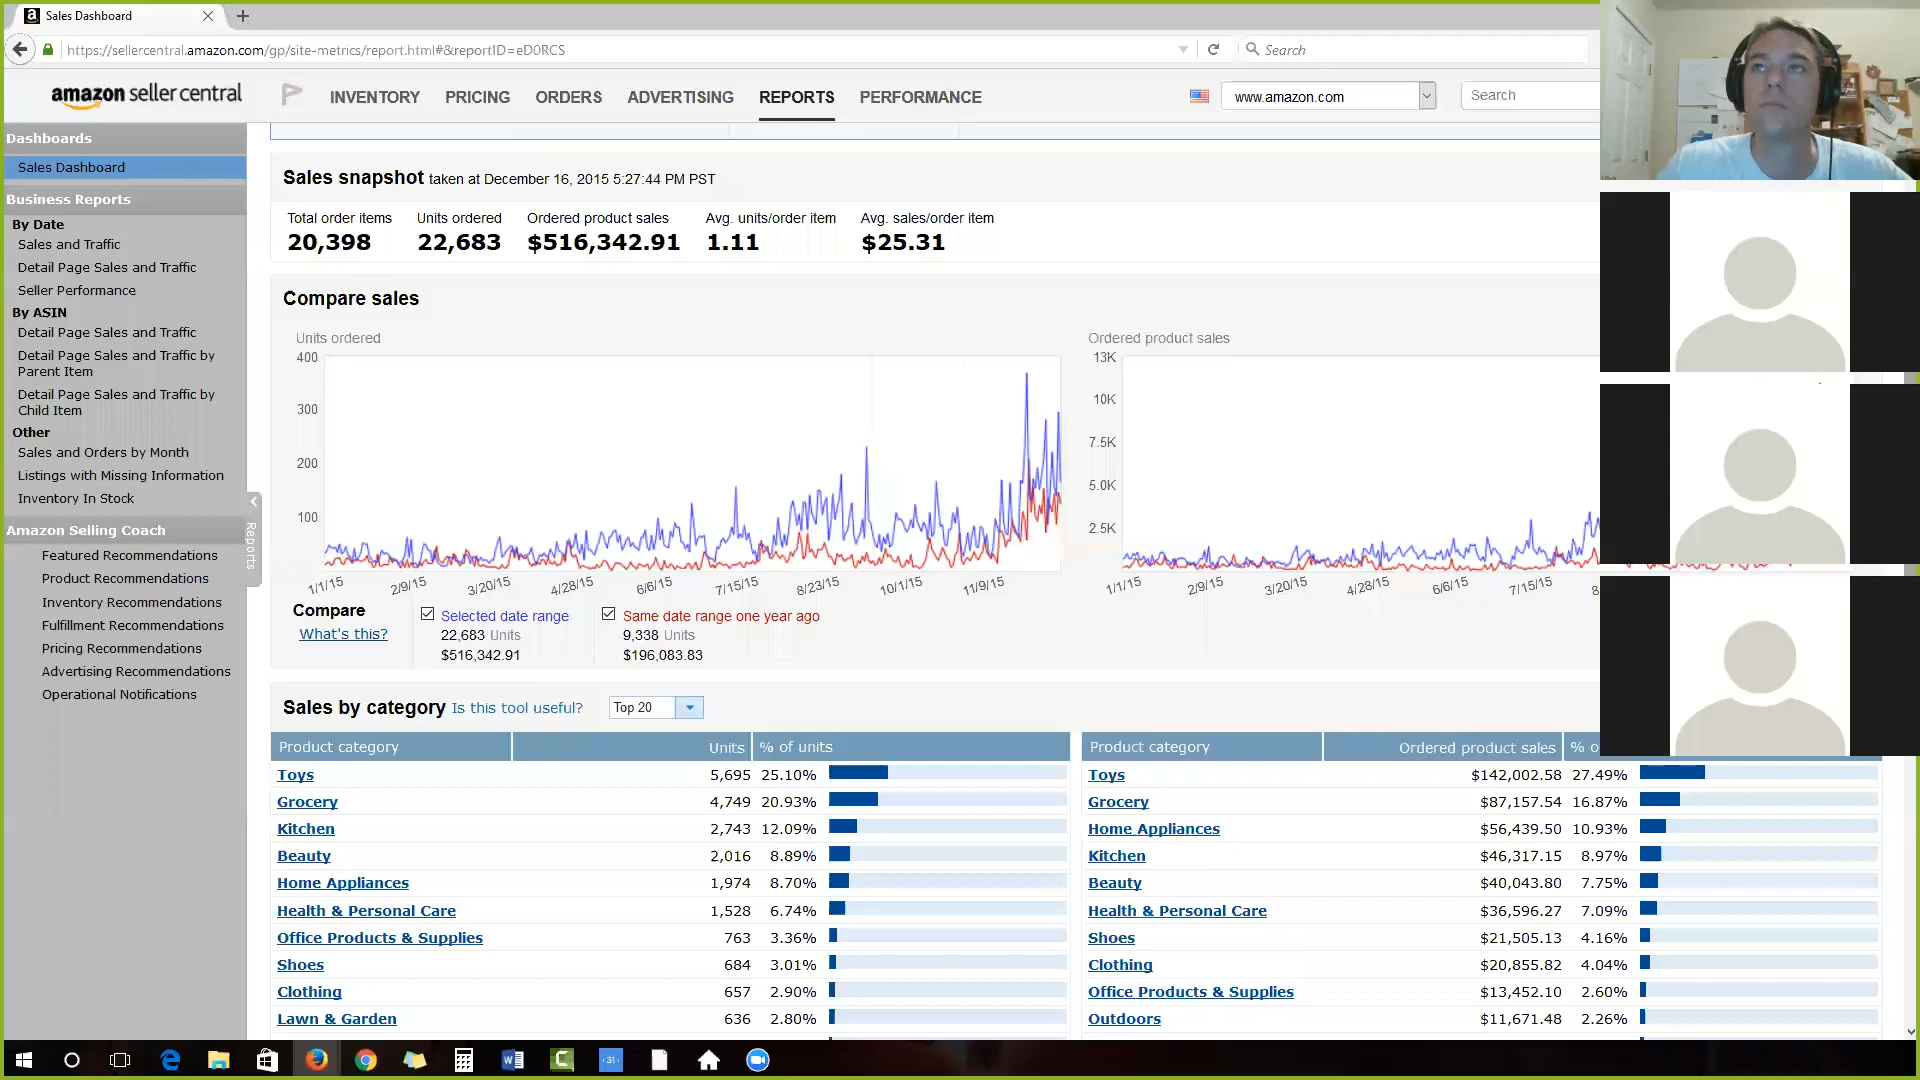 Sales Dashboard
https://sellercentral.amazon.com/gp/site-metrics/report.html#&reportID=eD0RCS
Search
amazon seller central
INVENTORY PRICING ORDERS ADVERTISING REPORTS PERFORMANCE
www.amazon.com
Search
Dashboards
Sales Dashboard
Business Reports
By Date
Sales and Traffic
Detail Page Sales and Traffic
Seller Performance
By ASIN
Detail Page Sales and Traffic
Detail Page Sales and Traffic by
Parent Item
Detail Page Sales and Traffic by
Child Item
Other
Sales and Orders by Month
Listings with Missing Information
Inventory In Stock
Amazon Selling Coach
Featured Recommendations
Product Recommendations
Inventory Recommendations
Fulfillment Recommendations
Pricing Recommendations
Advertising Recommendations
Operational Notifications
Reports
Sales snapshot taken at December 16, 2015 5:27:44 PM PST
Total order items Units ordered Ordered product sales Avg. units/order item Avg. sales/order item
20,398 22,683 $516,342.91 1.11 $25.31
Compare sales
Units ordered
400
300
200
100
1/1/15 2/9/15 3/20/15 4/28/15 6/6/15 7/15/15 8/23/15 10/1/15 11/9/15
Ordered product sales
13K
10K
7.5K
5.0K
2.5K
1/1/15 2/9/15 3/20/15 4/28/15 6/6/15 7/15/15 8
Compare
What's this?
Selected date range
22,683 Units
$516,342.91
Same date range one year ago
9,338 Units
$196,083.83
Sales by category Is this tool useful? Top 20
Product category Units % of units
Toys 5,695 25.10%
Grocery 4,749 20.93%
Kitchen 2,743 12.09%
Beauty 2,016 8.89%
Home Appliances 1,974 8.70%
Health & Personal Care 1,528 6.74%
Office Products & Supplies 763 3.36%
Shoes 684 3.01%
Clothing 657 2.90%
Lawn & Garden 636 2.80%
Product category Ordered product sales % o
Toys $142,002.58 27.49%
Grocery $87,157.54 16.87%
Home Appliances $56,439.50 10.93%
Kitchen $46,317.15 8.97%
Beauty $40,043.80 7.75%
Health & Personal Care $36,596.27 7.09%
Shoes $21,505.13 4.16%
Clothing $20,855.82 4.04%
Office Products & Supplies $13,452.10 2.60%
Outdoors $11,671.48 2.26%
31